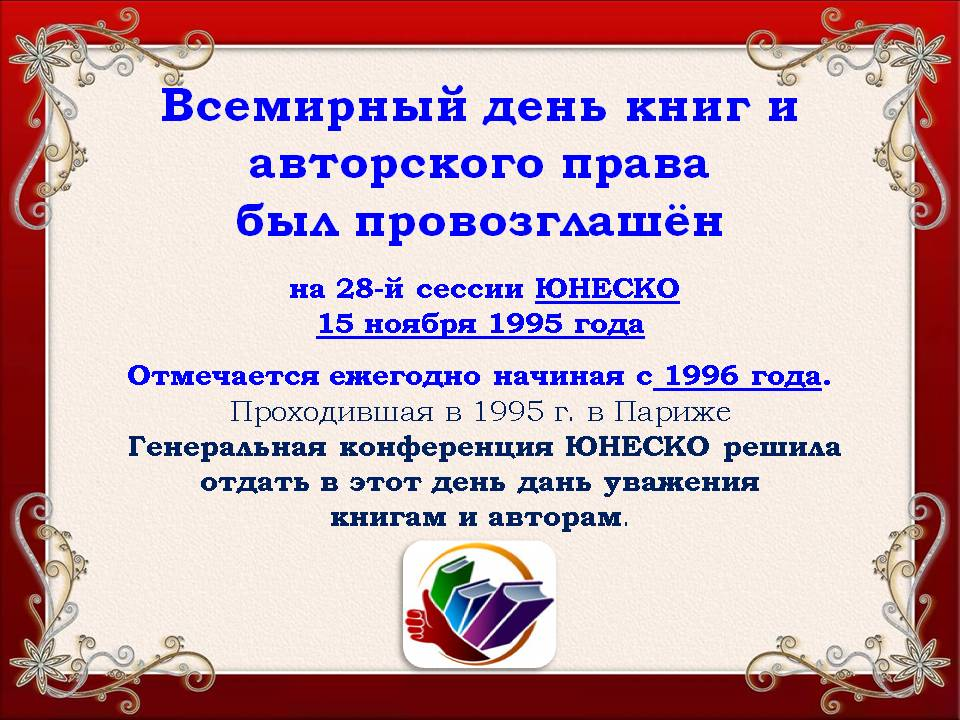 Всемирный день книг и
авторского права
был провозглашён
на 28-й сессии ЮНЕСКО
15 ноября 1995 года
Отмечается ежегодно начиная с 1996 года.
Проходившая в 1995 г. в Париже
Генеральная конференция ЮНЕСКО решила
отдать в этот день дань уважения
книгам и авторам.